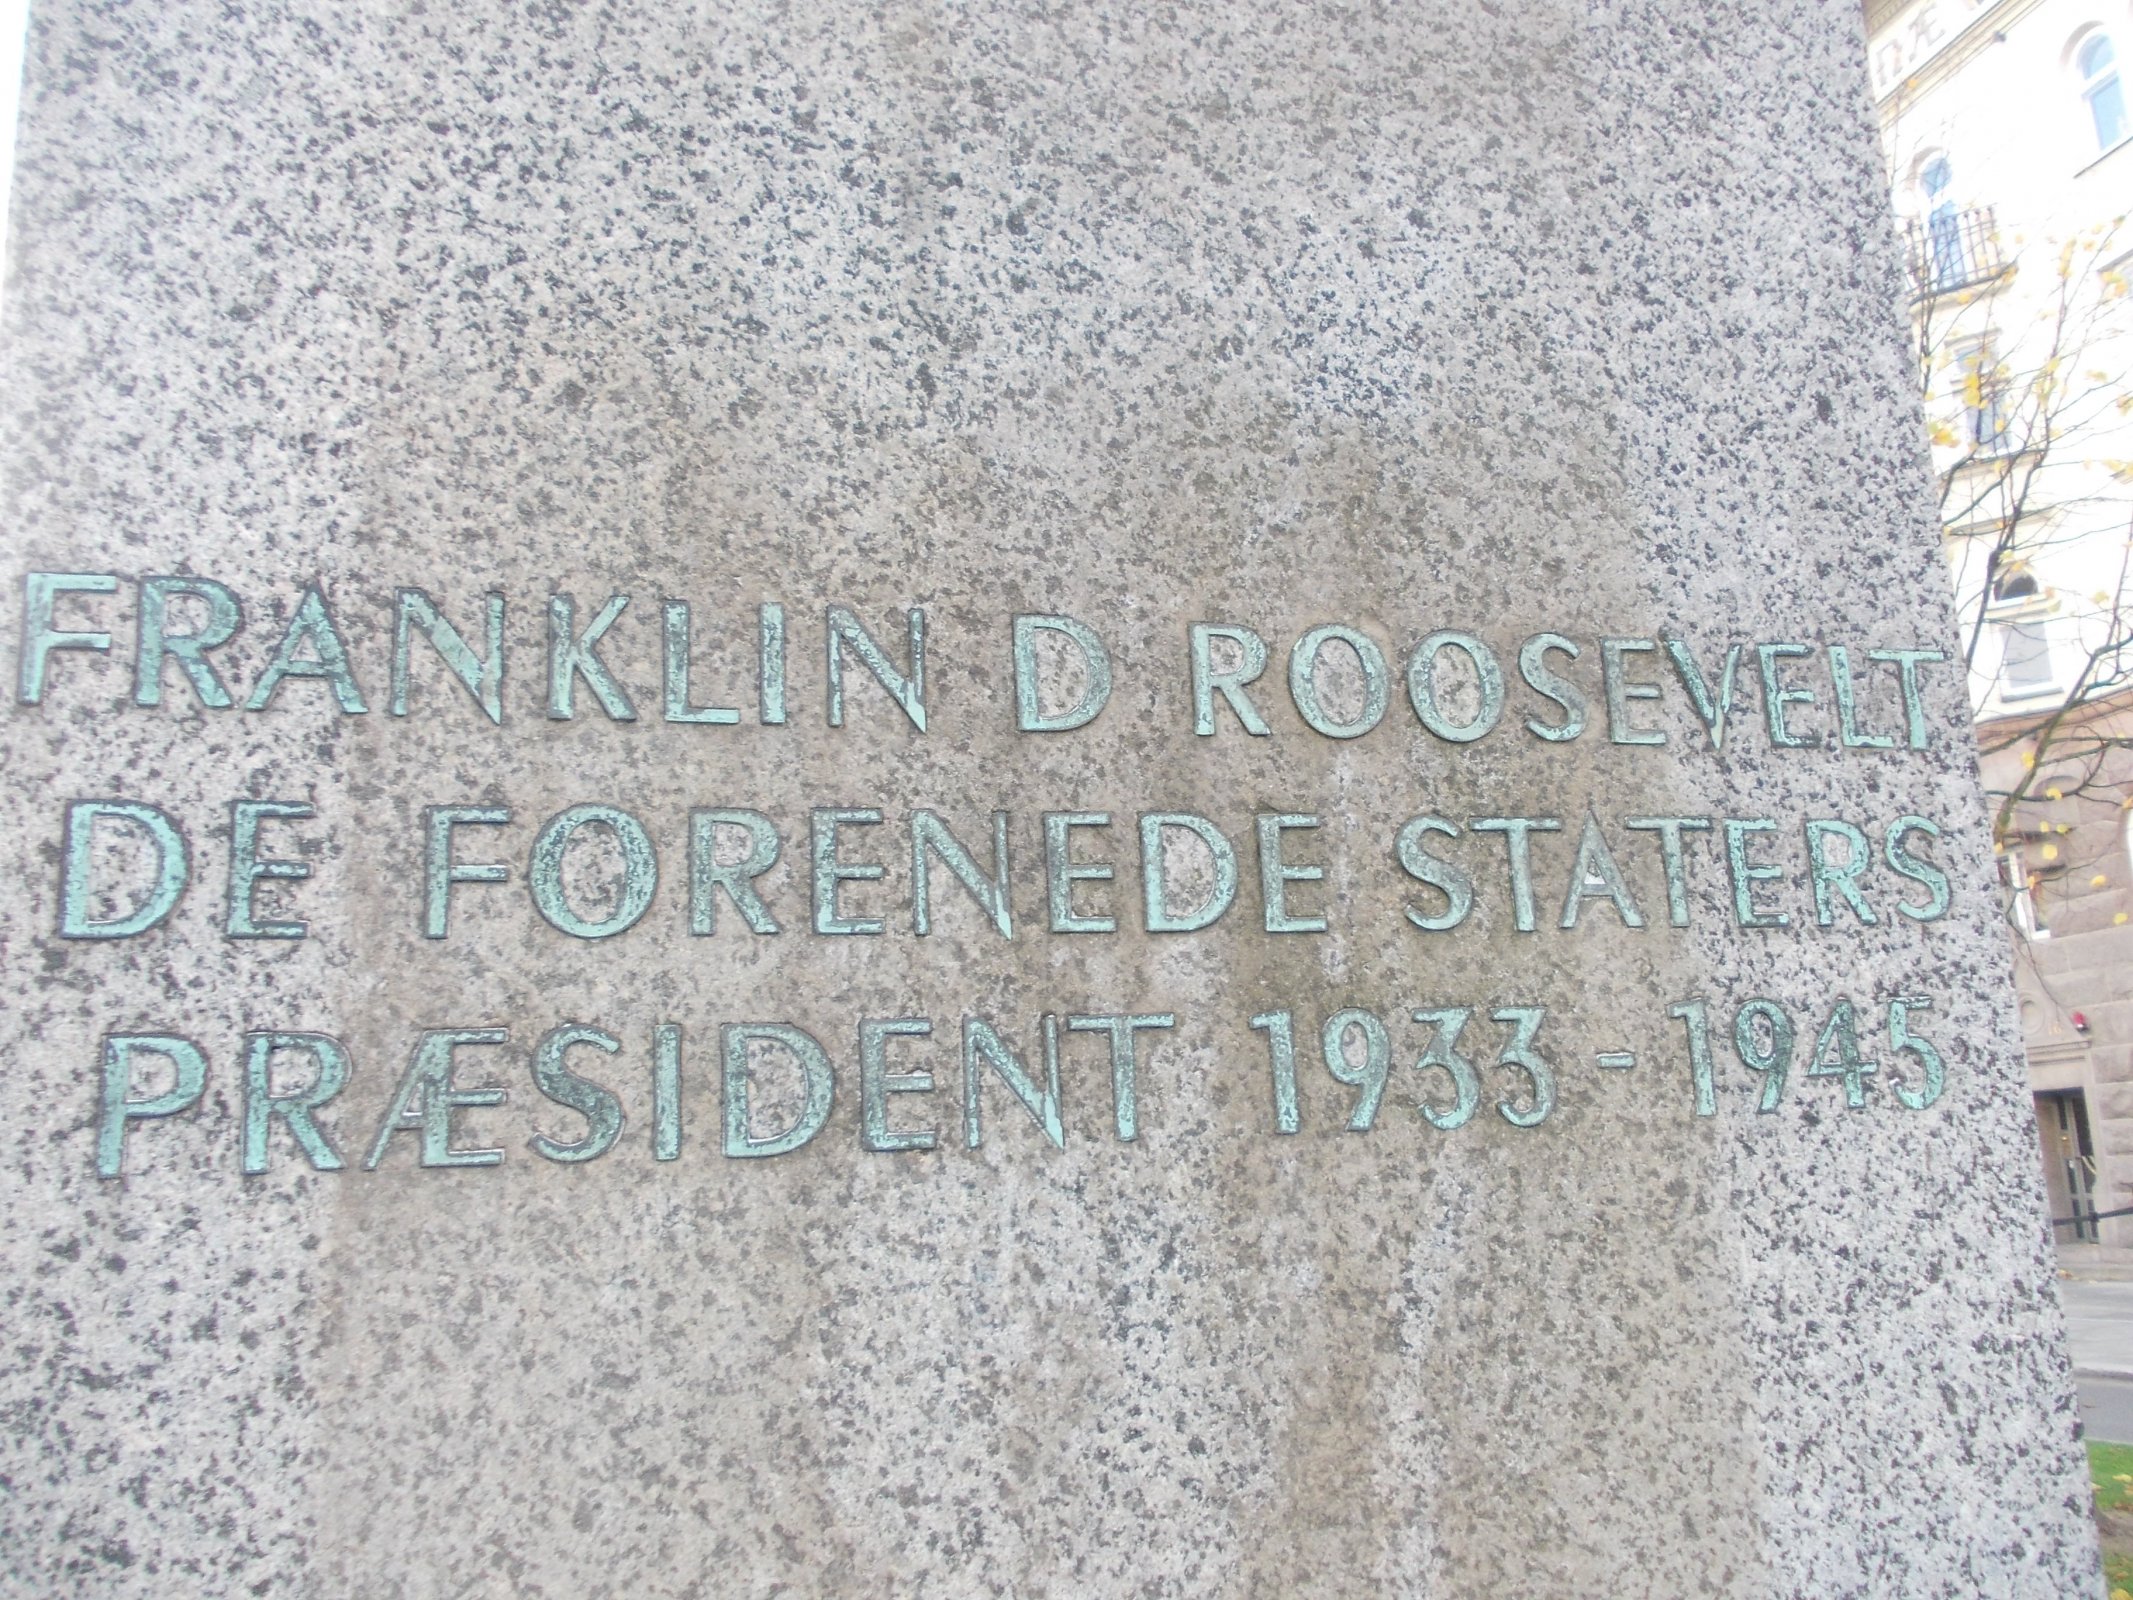 FRANKLIN D ROOSEVELT
DE FORENEDE STATERS
PRÆSIDENT 1933 - 1945